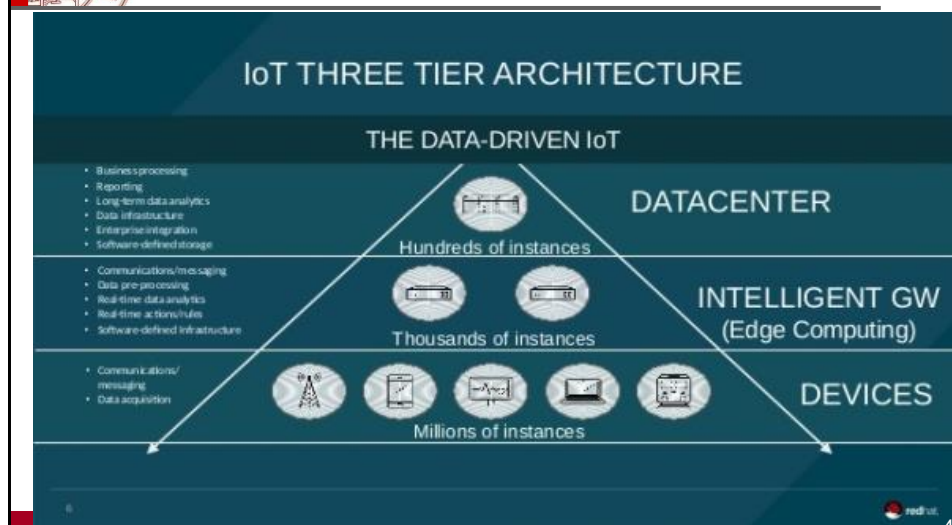 IoT THREE TIER ARCHITECTURE
THE DATA-DRIVEN IoT
• Business processing
• Reporting
• Long-term data analytics
• Data infrastructure
• Enterprise integration
• Software-defined storage
Hundreds of instances
DATACENTER
• Communications/messaging
• Data pre-processing
• Real-time data analytics
• Real-time actions/rules
• Software-defined Infrastructure
Thousands of instances
INTELLIGENT GW
(Edge Computing)
• Communications/
messaging
• Data acquisition
Millions of instances
DEVICES
6
redhat